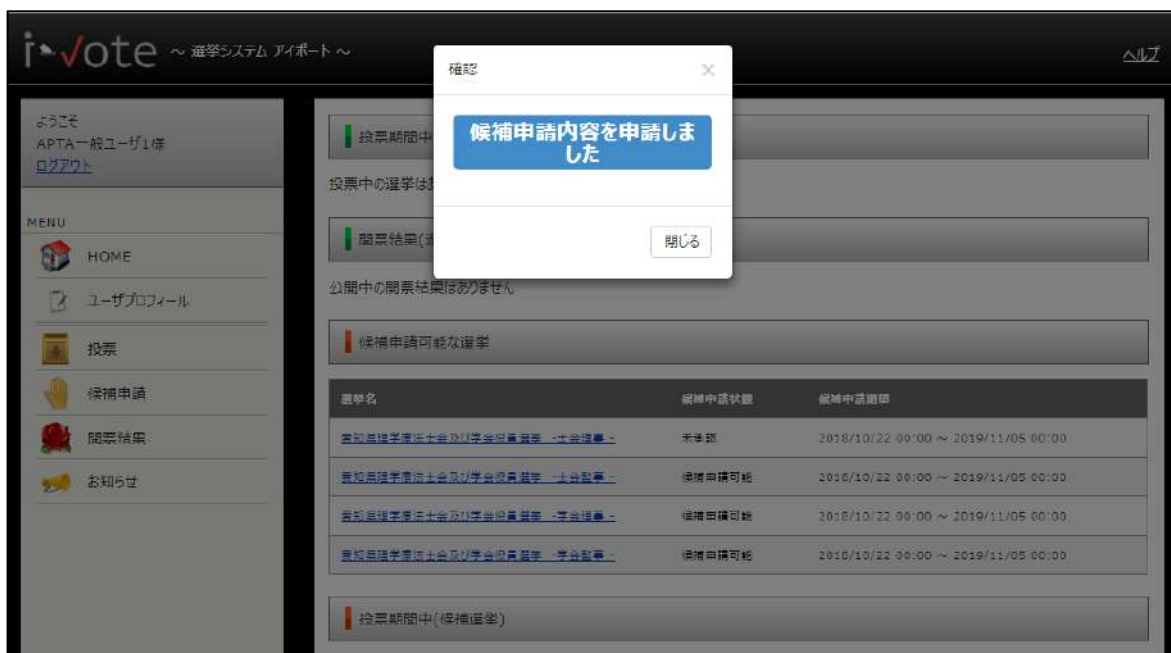 i-vote ～ 選挙システム アイボート ～
ヘルプ
確認
×
候補申請内容を申請しま
した
閉じる
ようこそ
APTA一般ユーザ1様
ログアウト
MENU
HOME
ユーザプロフィール
投票
候補申請
開票結果
お知らせ
投票期間中
投票中の選挙は
開票結果(
公開中の開票結果はありません
候補申請可能な選挙
選挙名 候補申請状態 候補申請期間
愛知県理学療法士会及び学会役員選挙 -士会理事- 未承認 2018/10/22 00:00 ～ 2019/11/05 00:00
愛知県理学療法士会及び学会役員選挙 -士会監事- 候補申請可能 2018/10/22 00:00 ～ 2019/11/05 00:00
愛知県理学療法士会及び学会役員選挙 -学会理事- 候補申請可能 2018/10/22 00:00 ～ 2019/11/05 00:00
愛知県理学療法士会及び学会役員選挙 -学会監事- 候補申請可能 2018/10/22 00:00 ～ 2019/11/05 00:00
投票期間中(候補選挙)